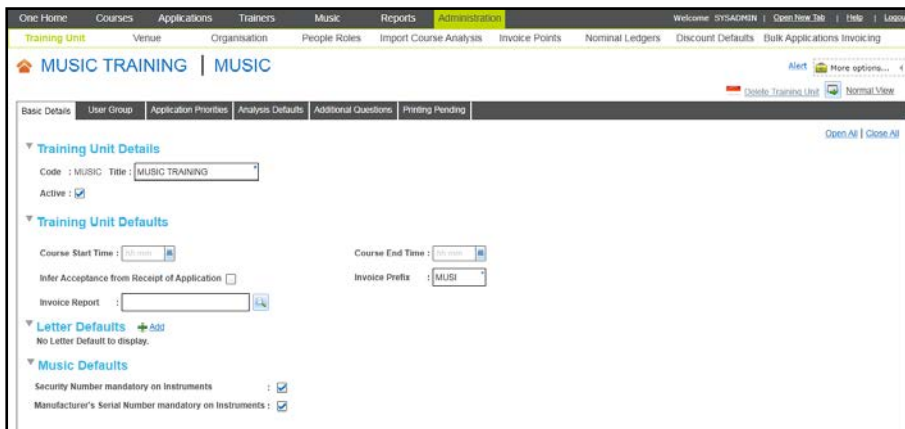 One Home Courses Applications Trainers Music Reports Administration Welcome SYSADMIN | Open New Tab | Help | Logou
Training Unit Venue Organisation People Roles Import Course Analysis Invoice Points Nominal Ledgers Discount Defaults Bulk Applications Invoicing
MUSIC TRAINING | MUSIC Alert More options...
Delete Training Unit Normal View
Basic Details User Group Application Priorities Analysis Defaults Additional Questions Printing Pending
Open All | Close All
Training Unit Details
Code : MUSIC Title : MUSIC TRAINING
Active :
Training Unit Defaults
Course Start Time : hh mm Course End Time : hh mm
Infer Acceptance from Receipt of Application Invoice Prefix : MUSI
Invoice Report :
Letter Defaults Add
No Letter Default to display.
Music Defaults
Security Number mandatory on Instruments :
Manufacturer's Serial Number mandatory on Instruments :